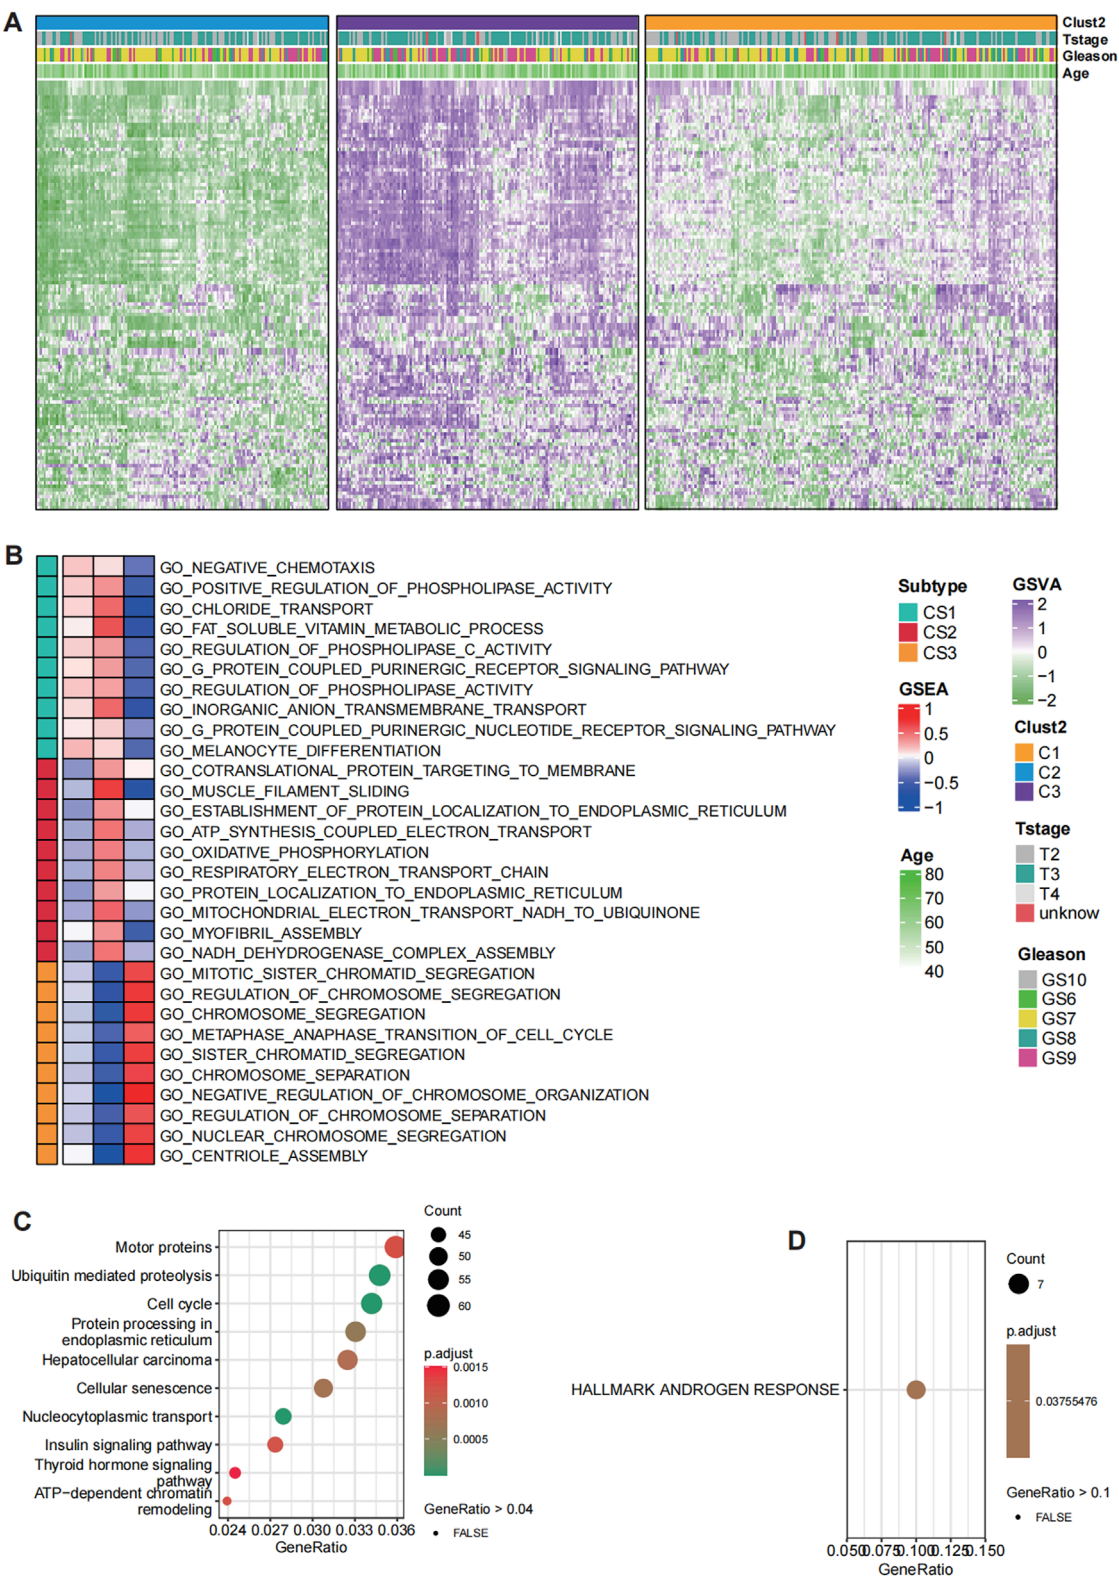 A
Clust2
Tstage
Gleason
Age
B
GO_NEGATIVE_CHEMOTAXIS
GO_POSITIVE_REGULATION_OF_PHOSPHOLIPASE_ACTIVITY
GO_CHLORIDE_TRANSPORT
GO_FAT_SOLUBLE_VITAMIN_METABOLIC_PROCESS
GO_REGULATION_OF_PHOSPHOLIPASE_C_ACTIVITY
GO_G_PROTEIN_COUPLED_PURINERGIC_RECEPTOR_SIGNALING_PATHWAY
GO_REGULATION_OF_PHOSPHOLIPASE_ACTIVITY
GO_INORGANIC_ANION_TRANSMEMBRANE_TRANSPORT
GO_G_PROTEIN_COUPLED_PURINERGIC_NUCLEOTIDE_RECEPTOR_SIGNALING_PATHWAY
GO_MELANOCYTE_DIFFERENTIATION
GO_COTRANSLATIONAL_PROTEIN_TARGETING_TO_MEMBRANE
GO_MUSCLE_FILAMENT_SLIDING
GO_ESTABLISHMENT_OF_PROTEIN_LOCALIZATION_TO_ENDOPLASMIC_RETICULUM
GO_ATP_SYNTHESIS_COUPLED_ELECTRON_TRANSPORT
GO_OXIDATIVE_PHOSPHORYLATION
GO_RESPIRATORY_ELECTRON_TRANSPORT_CHAIN
GO_PROTEIN_LOCALIZATION_TO_ENDOPLASMIC_RETICULUM
GO_MITOCHONDRIAL_ELECTRON_TRANSPORT_NADH_TO_UBIQUINONE
GO_MYOFIBRIL_ASSEMBLY
GO_NADH_DEHYDROGENASE_COMPLEX_ASSEMBLY
GO_MITOTIC_SISTER_CHROMATID_SEGREGATION
GO_REGULATION_OF_CHROMOSOME_SEGREGATION
GO_CHROMOSOME_SEGREGATION
GO_METAPHASE_ANAPHASE_TRANSITION_OF_CELL_CYCLE
GO_SISTER_CHROMATID_SEGREGATION
GO_CHROMOSOME_SEPARATION
GO_NEGATIVE_REGULATION_OF_CHROMOSOME_ORGANIZATION
GO_REGULATION_OF_CHROMOSOME_SEPARATION
GO_NUCLEAR_CHROMOSOME_SEGREGATION
GO_CENTRIOLE_ASSEMBLY
Subtype
CS1
CS2
CS3
GSEA
1
0.5
0
−0.5
−1
Age
80
70
60
50
40
GSVA
2
1
0
−1
−2
Clust2
C1
C2
C3
Tstage
T2
T3
T4
unknow
Gleason
GS10
GS6
GS7
GS8
GS9
C
Motor proteins
Ubiquitin mediated proteolysis
Cell cycle
Protein processing in
endoplasmic reticulum
Hepatocellular carcinoma
Cellular senescence
Nucleocytoplasmic transport
Insulin signaling pathway
Thyroid hormone signaling
pathway
ATP−dependent chromatin
remodeling
0.024 0.027 0.030 0.033 0.036
GeneRatio
Count
45
50
55
60
p.adjust
0.0015
0.0010
0.0005
GeneRatio > 0.04
FALSE
D
HALLMARK ANDROGEN RESPONSE
0.050 0.075 0.100 0.125 0.150
GeneRatio
Count
7
p.adjust
0.03755476
GeneRatio > 0.1
FALSE